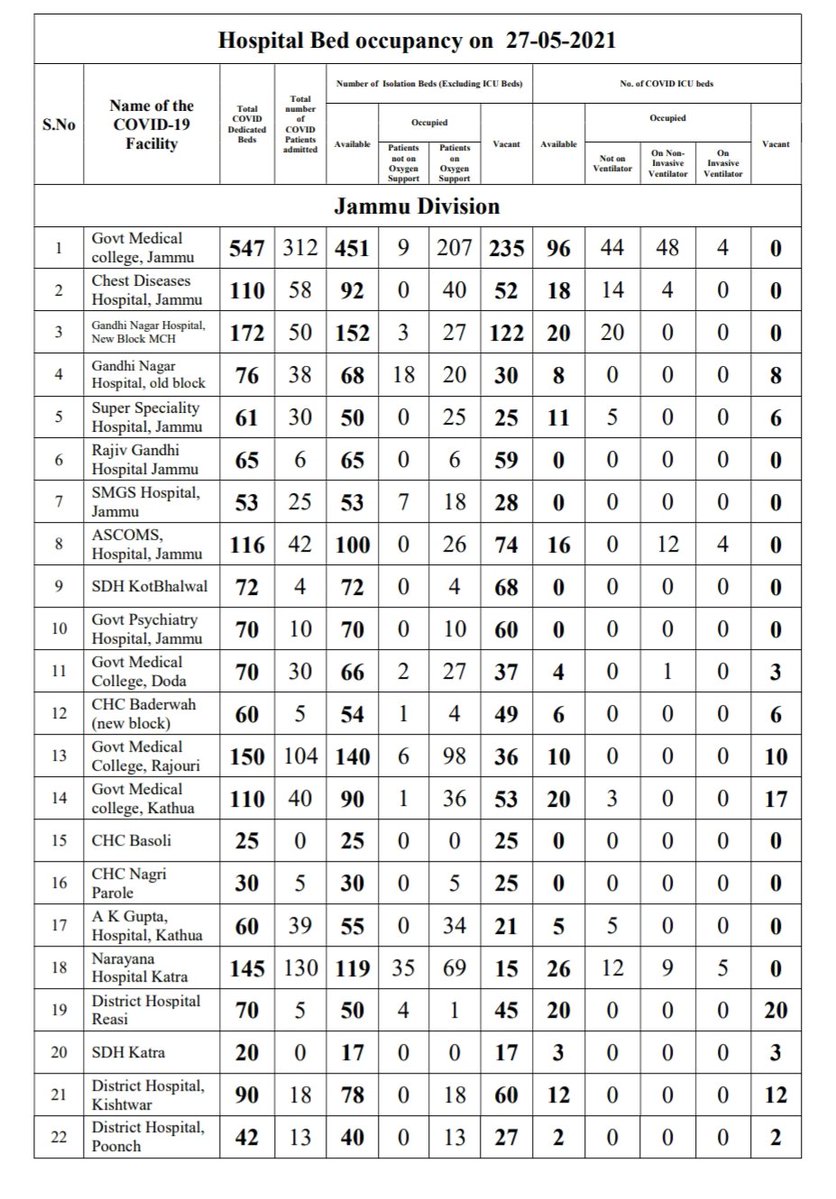 Hospital Bed occupancy on 27-05-2021
S.No
Name of the
COVID-19
Facility
Total
COVID
Dedicated
Beds
Total
number
of
COVID
Patients
admitted
Number of Isolation Beds (Excluding ICU Beds)
Available
Occupied
Patients
not on
Oxygen
Support
Patients
on
Oxygen
Support
Vacant
No. of COVID ICU beds
Available
Occupied
Not on
Ventilator
On Non-
Invasive
Ventilator
On
Invasive
Ventilator
Vacant
Jammu Division
1 Govt Medical
college, Jammu 547 312 451 9 207 235 96 44 48 4 0
2 Chest Diseases
Hospital, Jammu 110 58 92 0 40 52 18 14 4 0 0
3 Gandhi Nagar Hospital,
New Block MCH 172 50 152 3 27 122 20 20 0 0 0
4 Gandhi Nagar
Hospital, old block 76 38 68 18 20 30 8 0 0 0 8
5 Super Speciality
Hospital, Jammu 61 30 50 0 25 25 11 5 0 0 6
6 Rajiv Gandhi
Hospital Jammu 65 6 65 0 6 59 0 0 0 0 0
7 SMGS Hospital,
Jammu 53 25 53 7 18 28 0 0 0 0 0
8 ASCOMS,
Hospital, Jammu 116 42 100 0 26 74 16 0 12 4 0
9 SDH KotBhalwal 72 4 72 0 4 68 0 0 0 0 0
10 Govt Psychiatry
Hospital, Jammu 70 10 70 0 10 60 0 0 0 0 0
11 Govt Medical
College, Doda 70 30 66 2 27 37 4 0 1 0 3
12 CHC Baderwah
(new block) 60 5 54 1 4 49 6 0 0 0 6
13 Govt Medical
College, Rajouri 150 104 140 6 98 36 10 0 0 0 10
14 Govt Medical
college, Kathua 110 40 90 1 36 53 20 3 0 0 17
15 CHC Basoli 25 0 25 0 0 25 0 0 0 0 0
16 CHC Nagri
Parole 30 5 30 0 5 25 0 0 0 0 0
17 A K Gupta,
Hospital, Kathua 60 39 55 0 34 21 5 5 0 0 0
18 Narayana
Hospital Katra 145 130 119 35 69 15 26 12 9 5 0
19 District Hospital
Reasi 70 5 50 4 1 45 20 0 0 0 20
20 SDH Katra 20 0 17 0 0 17 3 0 0 0 3
21 District Hospital,
Kishtwar 90 18 78 0 18 60 12 0 0 0 12
22 District Hospital,
Poonch 42 13 40 0 13 27 2 0 0 0 2